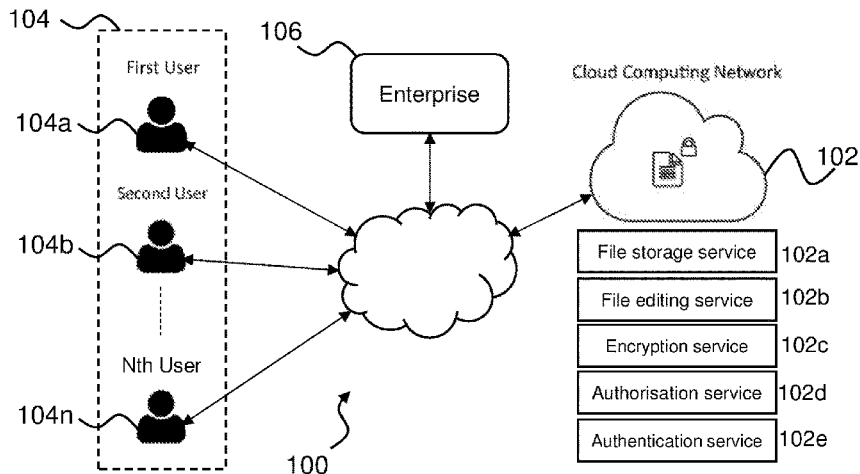 104
First User
104a
Second User
104b
Nth User
104n
106
Enterprise
100
Cloud Computing Network
102
File storage service 102a
File editing service 102b
Encryption service 102c
Authorisation service 102d
Authentication service 102e